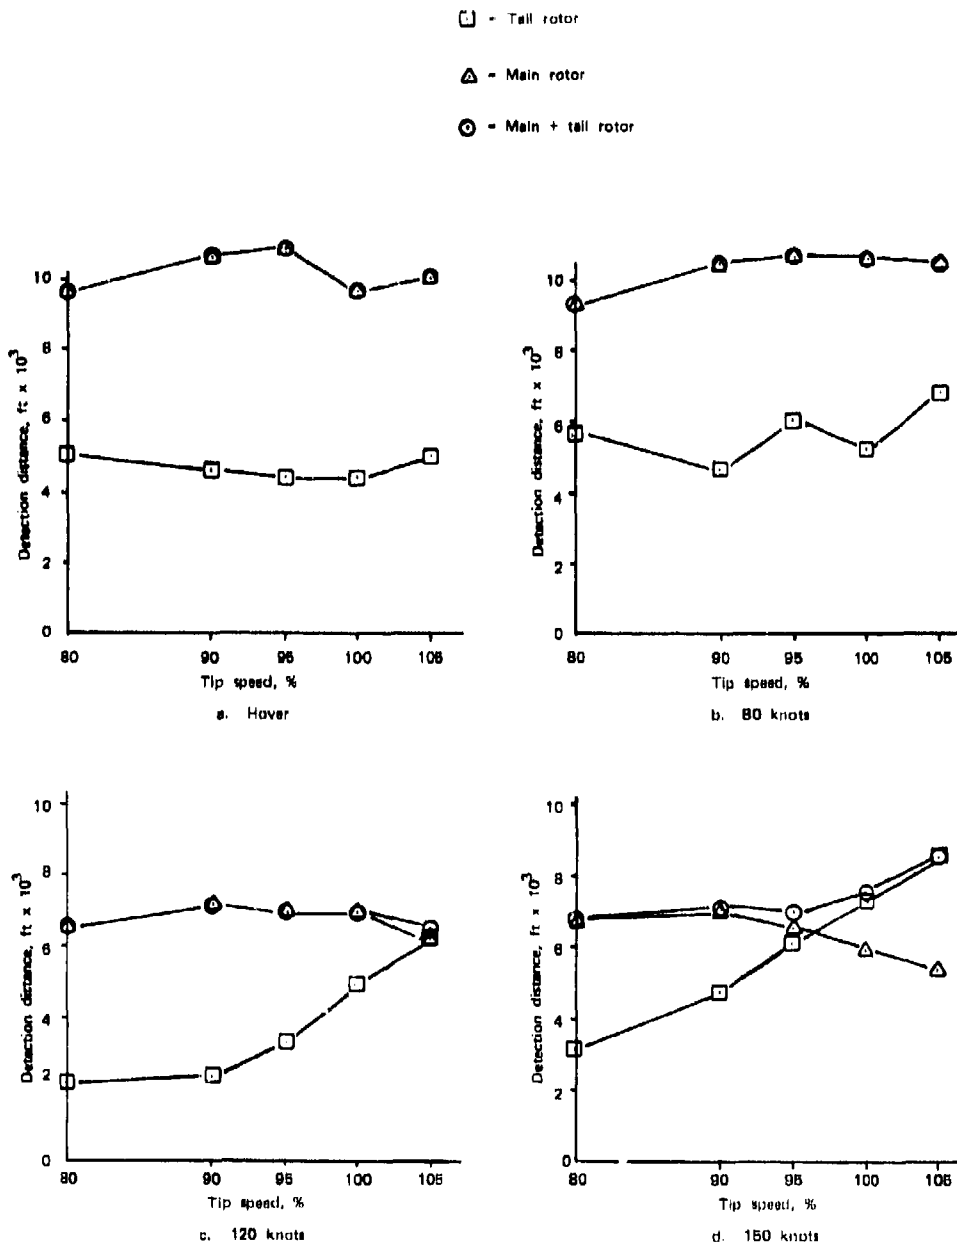 - Tail rotor
- Main rotor
- Main + tail rotor
Detection distance, ft x 10³
10
8
6
4
2
0
80 90 95 100 105
Tip speed, %
a. Hover
Detection distance, ft x 10³
10
8
6
4
2
0
80 90 95 100 105
Tip speed, %
b. 80 knots
Detection distance, ft x 10³
10
8
6
4
2
0
80 90 95 100 105
Tip speed, %
c. 120 knots
Detection distance, ft x 10³
10
8
6
4
2
0
80 90 95 100 105
Tip speed, %
d. 150 knots